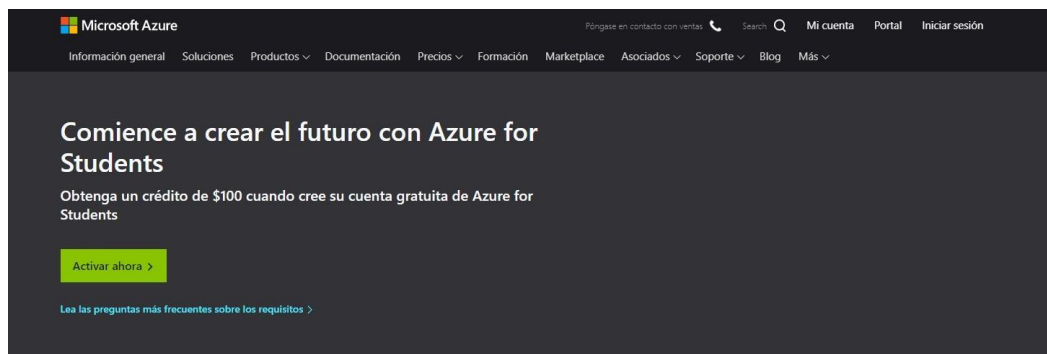 Microsoft Azure
Póngase en contacto con ventas Search Mi cuenta Portal Iniciar sesión
Información general Soluciones Productos Documentación Precios Formación Marketplace Asociados Soporte Blog Más
Comience a crear el futuro con Azure for
Students
Obtenga un crédito de $100 cuando cree su cuenta gratuita de Azure for
Students
Activar ahora >
Lea las preguntas más frecuentes sobre los requisitos >